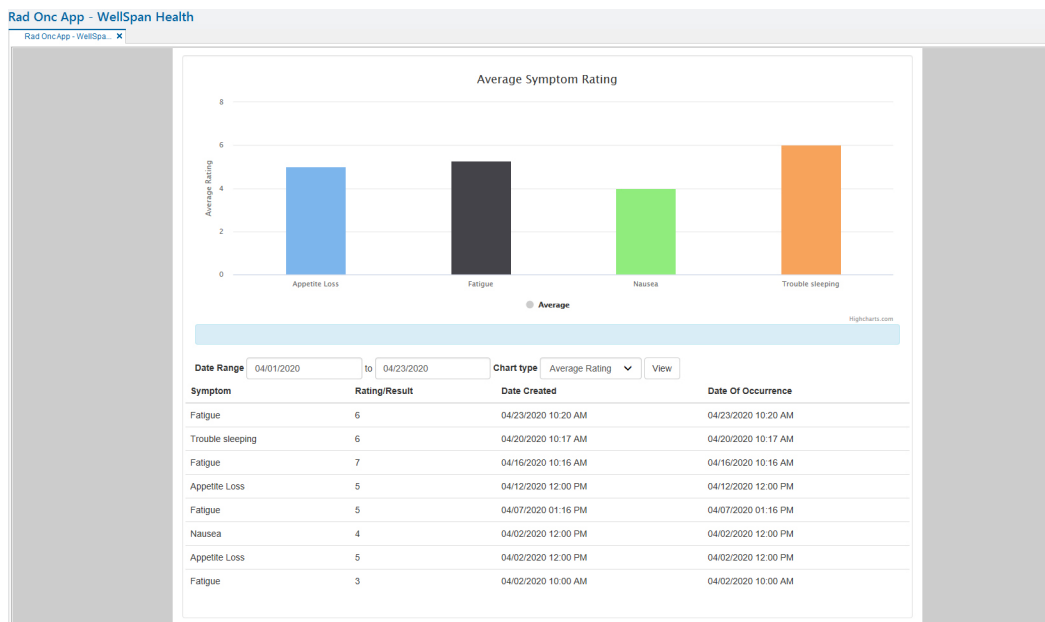 Rad Onc App - WellSpan Health
Rad Onc App - WellSpa... ×
Average Symptom Rating
8
6
4
2
0
Average Rating
Appetite Loss Fatigue Nausea Trouble sleeping
Average
Highcharts.com
Date Range 04/01/2020 to 04/23/2020 Chart type Average Rating View
Symptom Rating/Result Date Created Date Of Occurrence
Fatigue 6 04/23/2020 10:20 AM 04/23/2020 10:20 AM
Trouble sleeping 6 04/20/2020 10:17 AM 04/20/2020 10:17 AM
Fatigue 7 04/16/2020 10:16 AM 04/16/2020 10:16 AM
Appetite Loss 5 04/12/2020 12:00 PM 04/12/2020 12:00 PM
Fatigue 5 04/07/2020 01:16 PM 04/07/2020 01:16 PM
Nausea 4 04/02/2020 12:00 PM 04/02/2020 12:00 PM
Appetite Loss 5 04/02/2020 12:00 PM 04/02/2020 12:00 PM
Fatigue 3 04/02/2020 10:00 AM 04/02/2020 10:00 AM